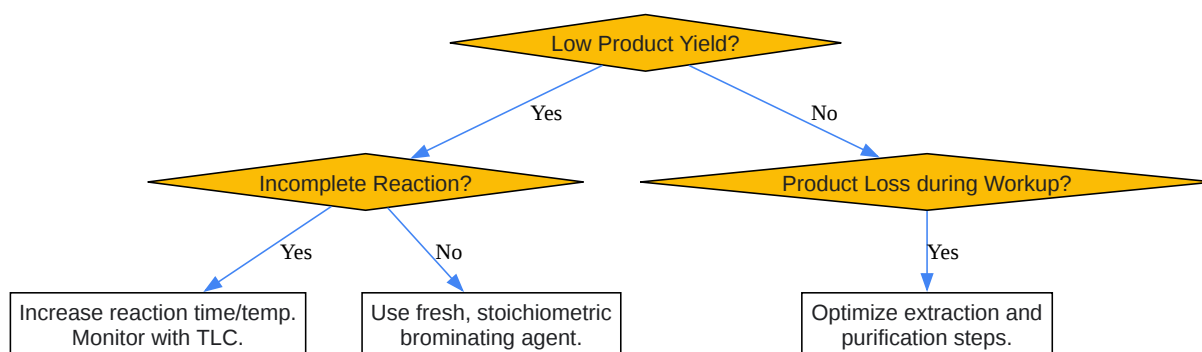 Low Product Yield?
Yes
No
Incomplete Reaction?
Product Loss during Workup?
Yes
No
Yes
Increase reaction time/temp.
Monitor with TLC.
Use fresh, stoichiometric
brominating agent.
Optimize extraction and
purification steps.